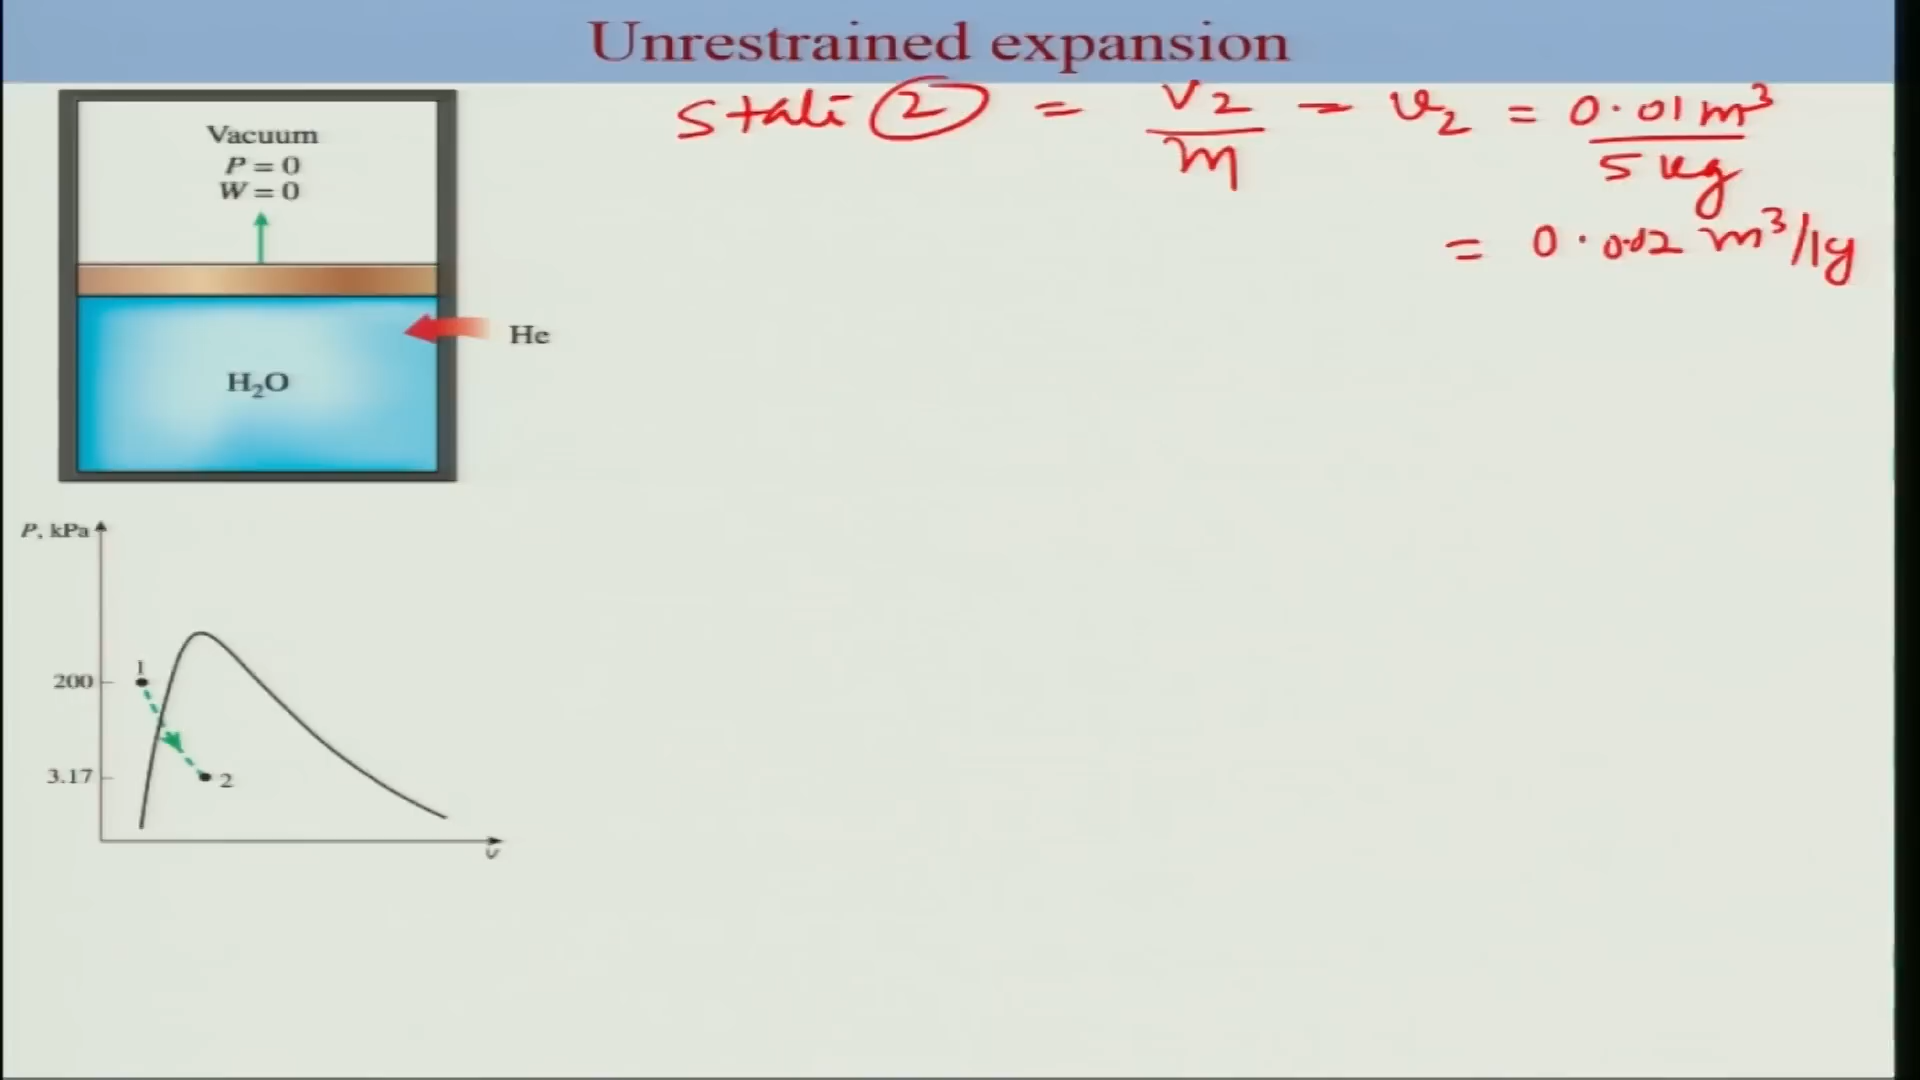 Unrestrained expansion
Stati 2 = V2/m = v2 = 0.01 m³/5 kg
= 0.002 m³/kg
Vacuum
P = 0
W = 0
He
H₂O
P, kPa
1
200
3.17
2
v